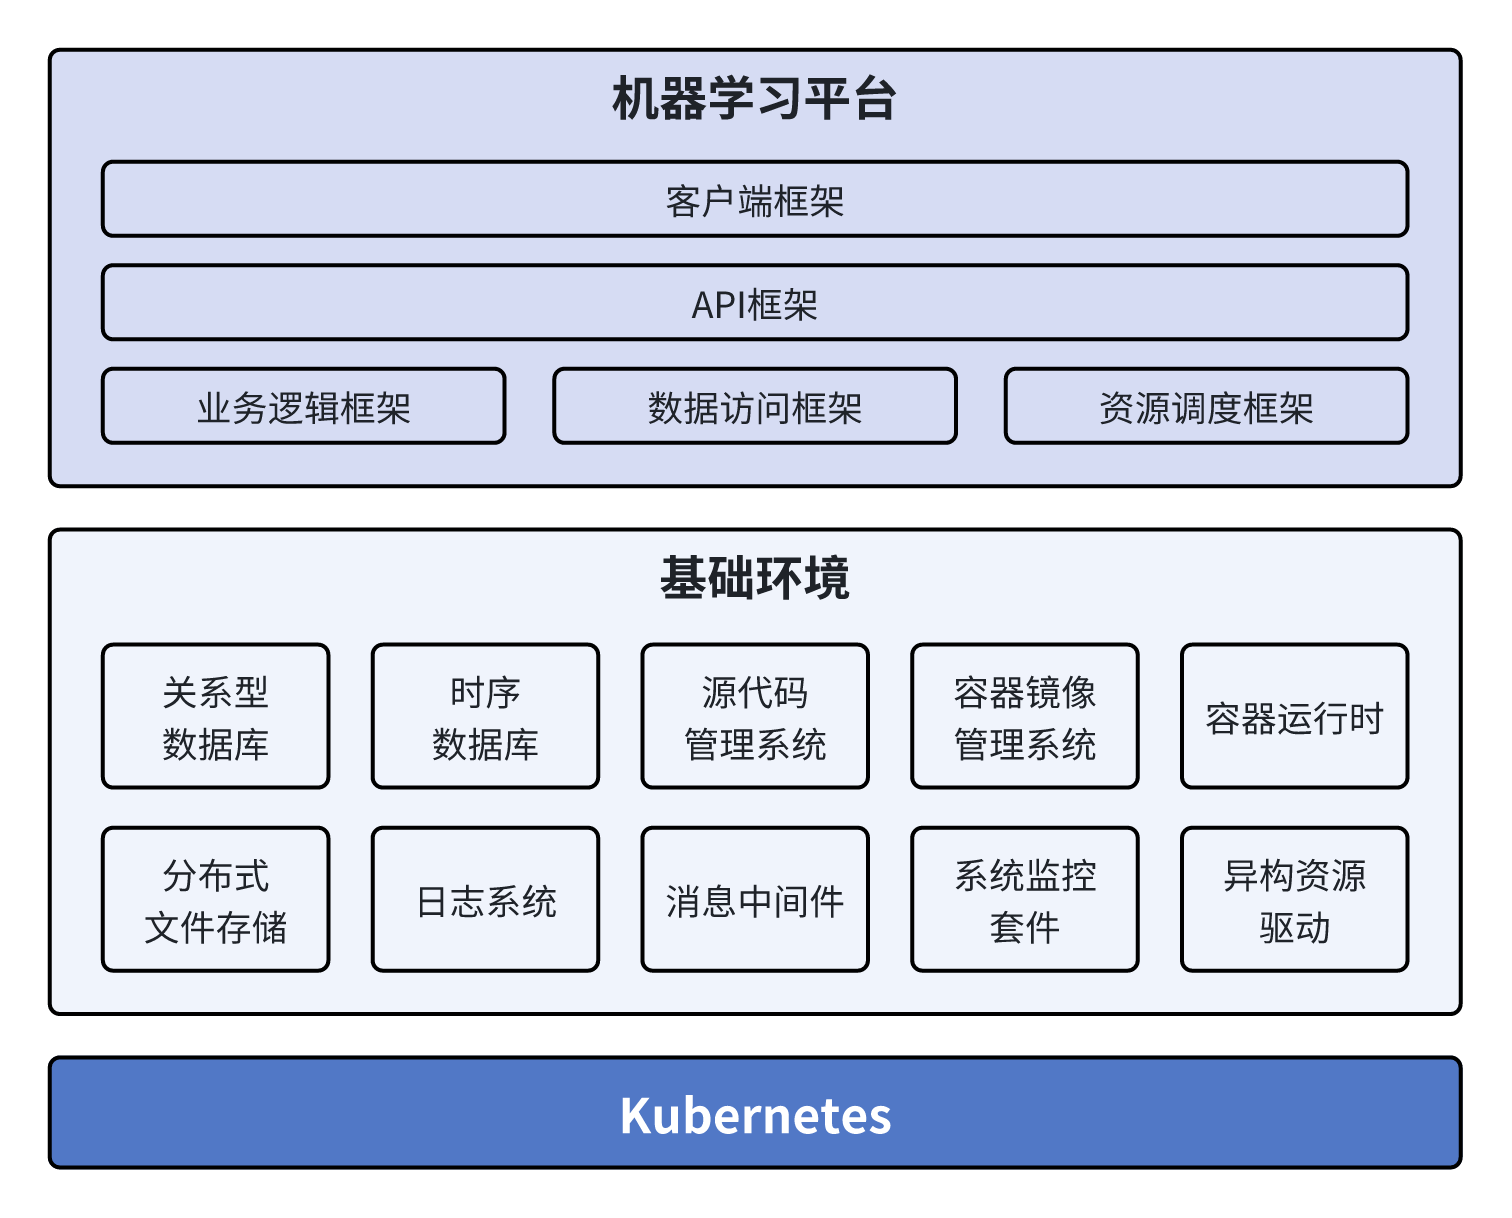 机器学习平台
客户端框架
API框架
业务逻辑框架
数据访问框架
资源调度框架
基础环境
关系型
数据库
时序
数据库
源代码
管理系统
容器镜像
管理系统
容器运行时
分布式
文件存储
日志系统
消息中间件
系统监控
套件
异构资源
驱动
Kubernetes